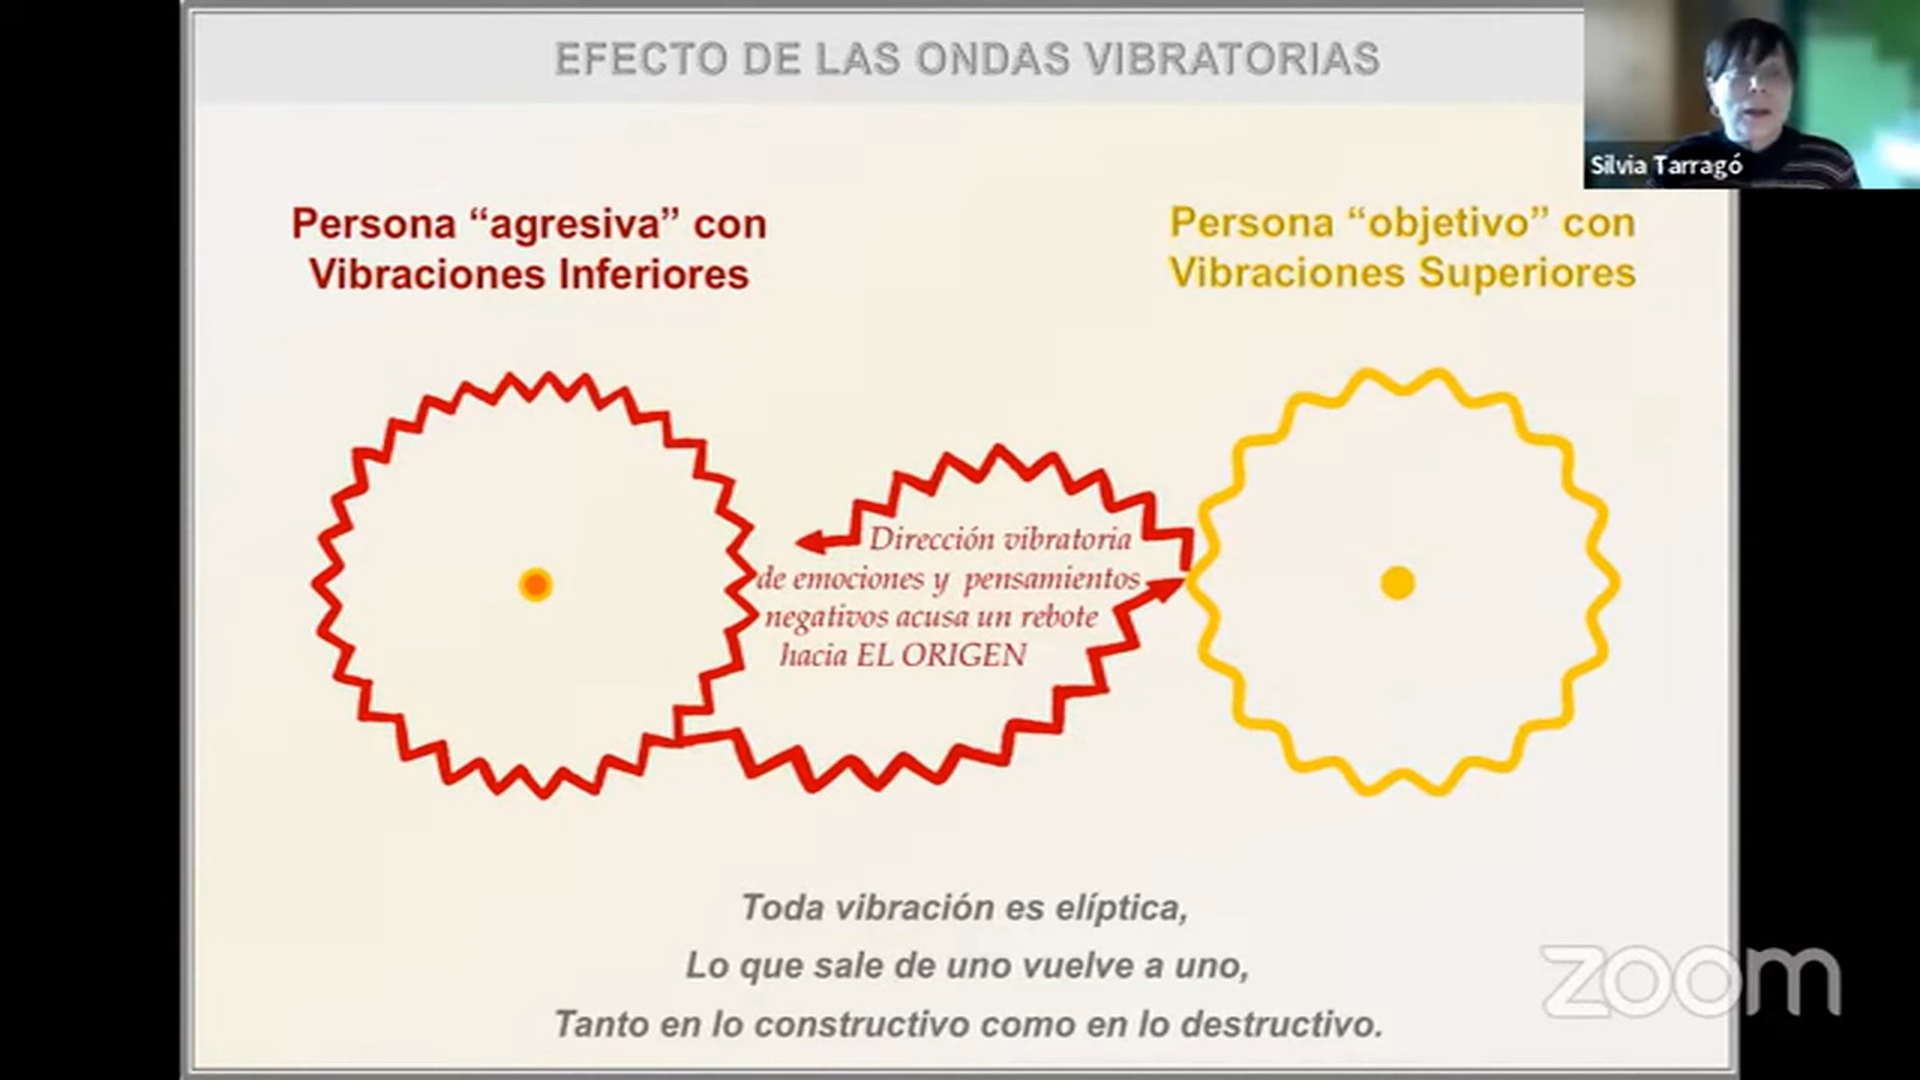 EFECTO DE LAS ONDAS VIBRATORIAS
Silvia Tarragó
Persona “agresiva” con
Vibraciones Inferiores
Persona “objetivo” con
Vibraciones Superiores
Dirección vibratoria
de emociones y pensamientos
negativos acusa un rebote
hacia EL ORIGEN
Toda vibración es elíptica,
Lo que sale de uno vuelve a uno,
Tanto en lo constructivo como en lo destructivo.
zoom